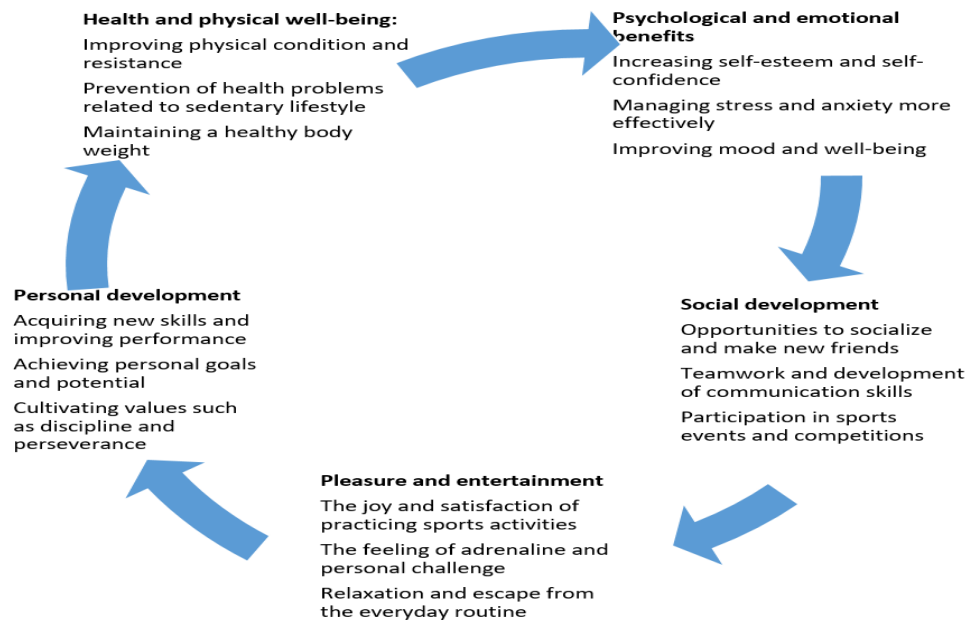 Health and physical well-being:
Improving physical condition and
resistance
Prevention of health problems
related to sedentary lifestyle
Maintaining a healthy body
weight
Psychological and emotional
benefits
Increasing self-esteem and self-
confidence
Managing stress and anxiety more
effectively
Improving mood and well-being
Social development
Opportunities to socialize
and make new friends
Teamwork and development
of communication skills
Participation in sports
events and competitions
Pleasure and entertainment
The joy and satisfaction of
practicing sports activities
The feeling of adrenaline and
personal challenge
Relaxation and escape from
the everyday routine
Personal development
Acquiring new skills and
improving performance
Achieving personal goals
and potential
Cultivating values such
as discipline and
perseverance